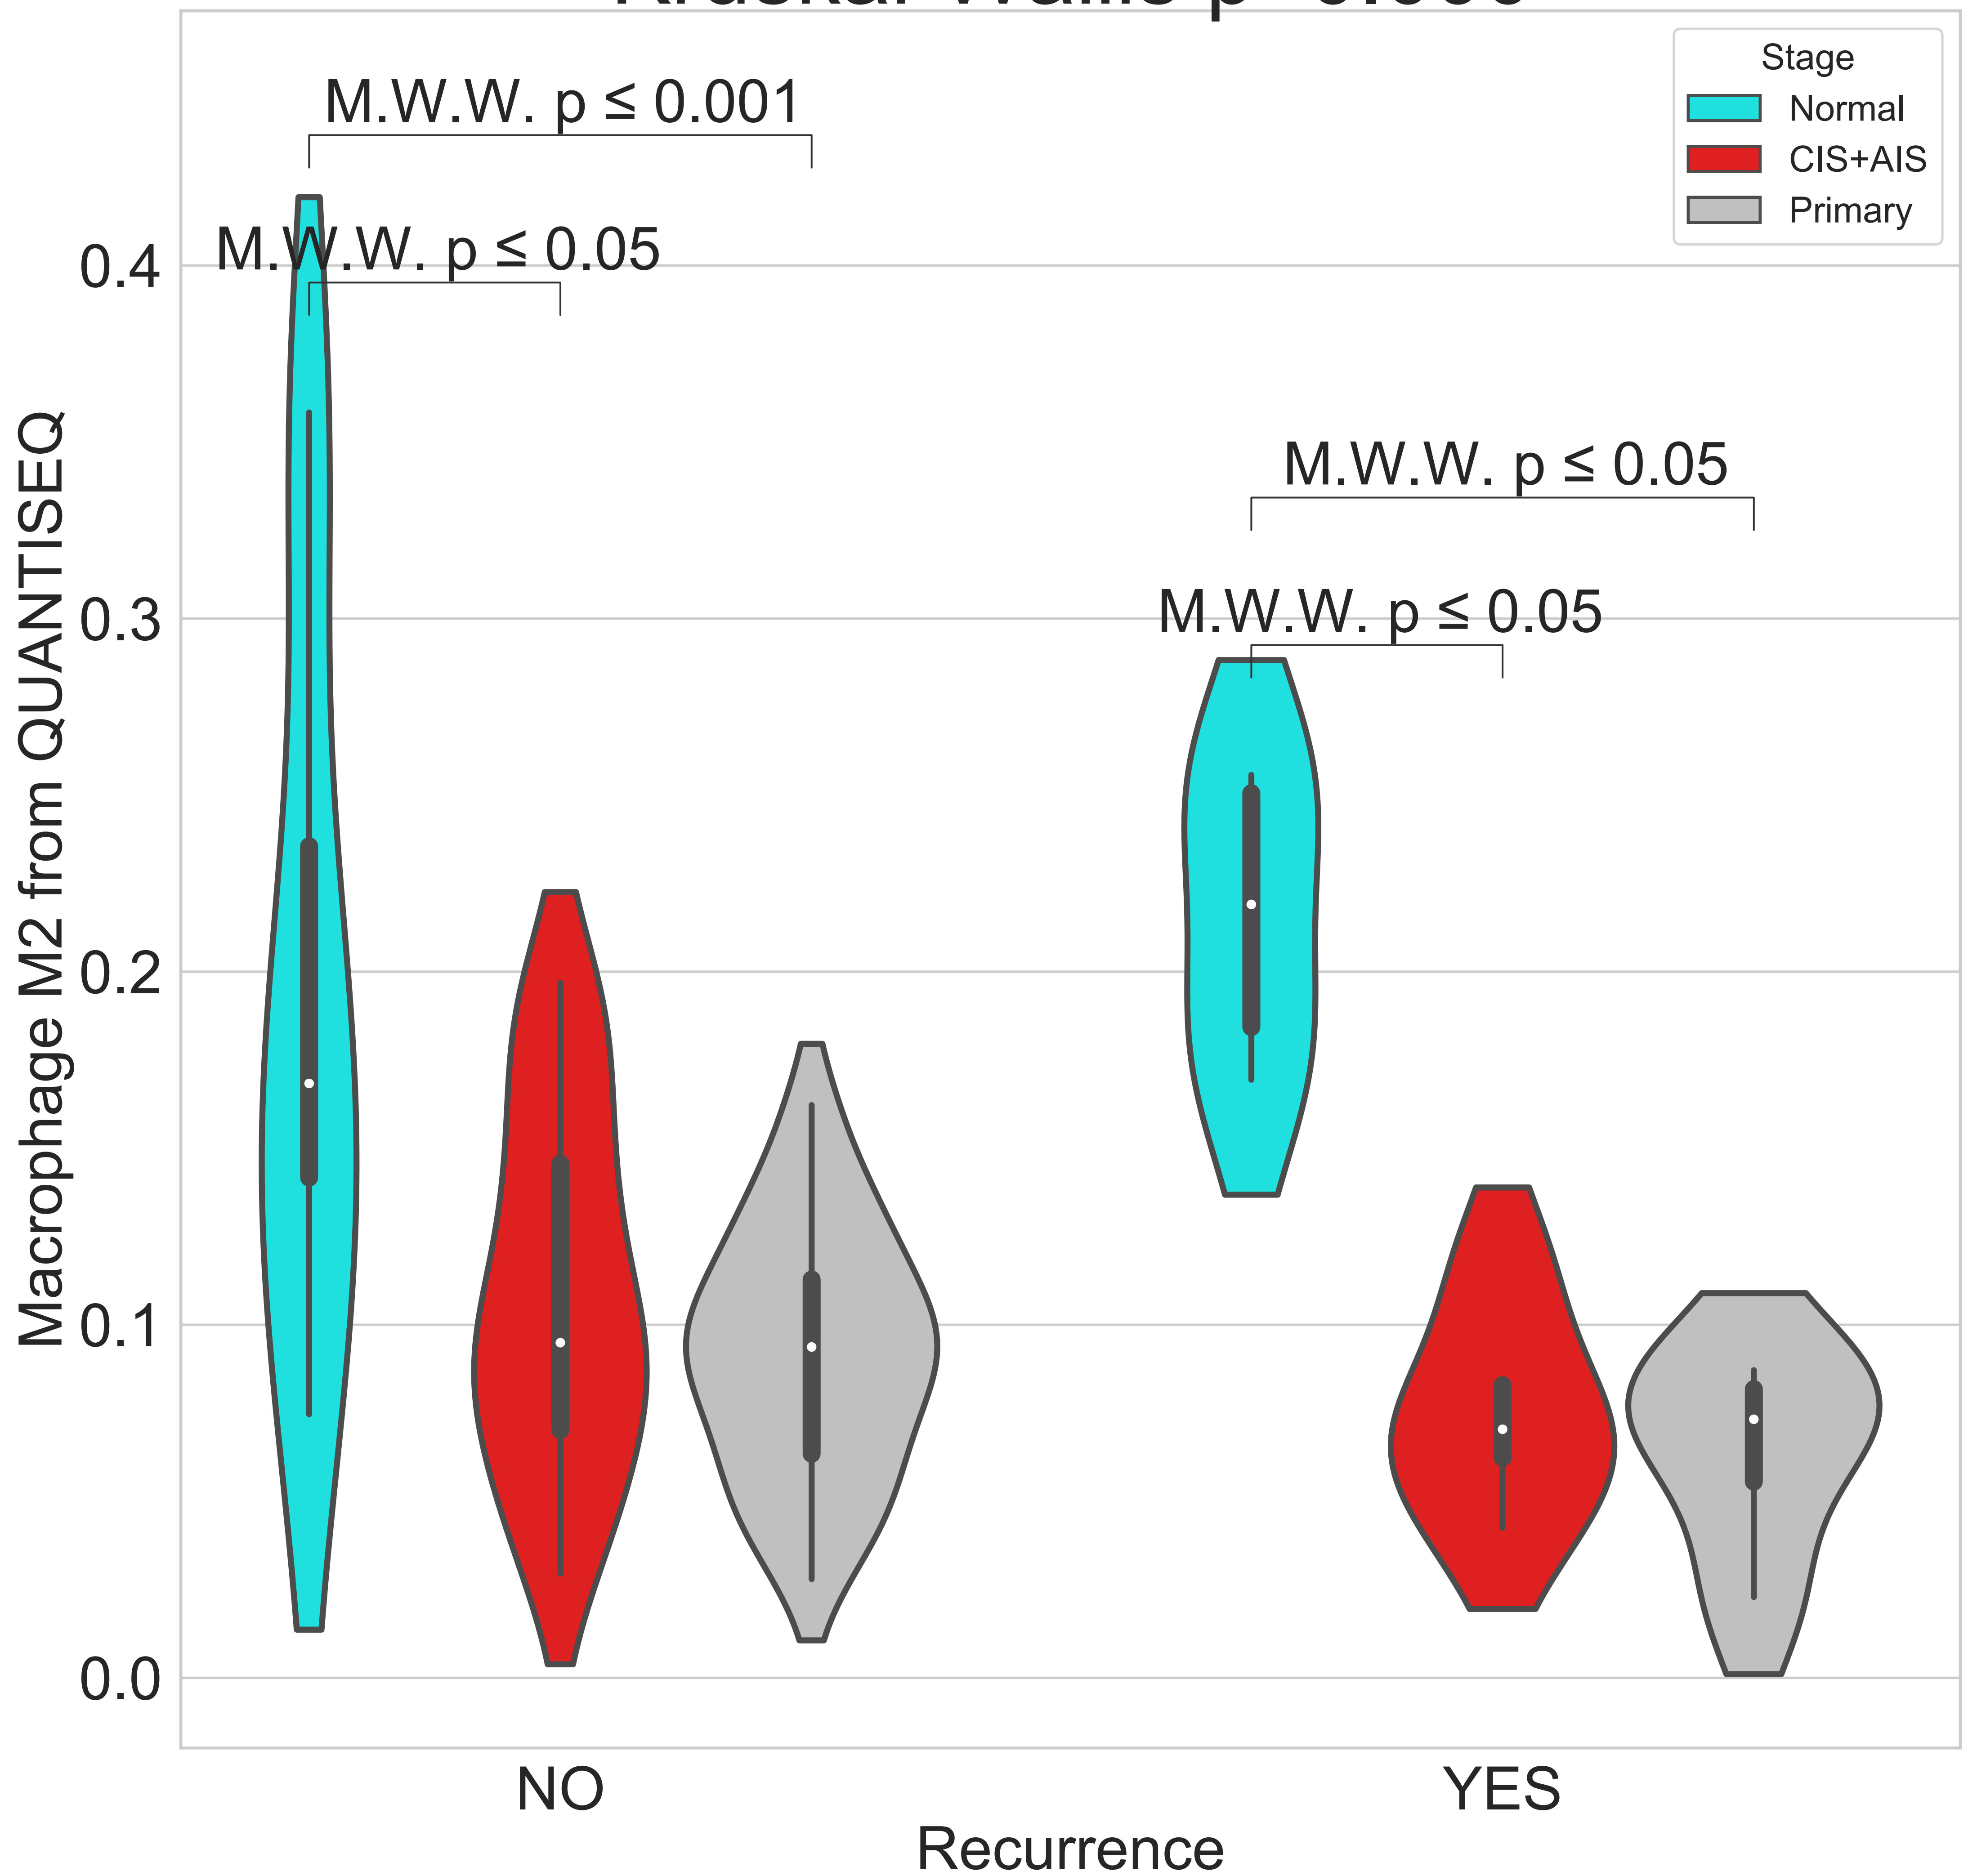 Stage
Normal
CIS+AIS
Primary
M.W.W. p ≤ 0.001
M.W.W. p ≤ 0.05
M.W.W. p ≤ 0.05
M.W.W. p ≤ 0.05
0.4
0.3
0.2
0.1
0.0
Macrophage M2 from QUANTISEQ
NO
YES
Recurrence